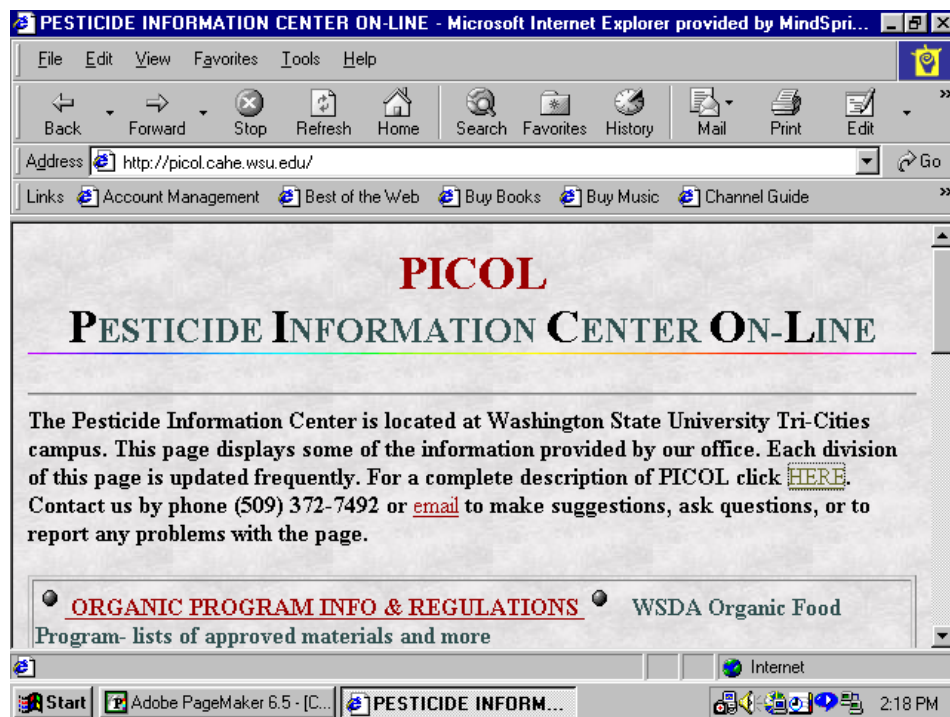 PESTICIDE INFORMATION CENTER ON-LINE - Microsoft Internet Explorer provided by MindSpri...
File Edit View Favorites Tools Help
Back Forward Stop Refresh Home Search Favorites History Mail Print Edit »
Address http://picol.cahe.wsu.edu/ Go
Links Account Management Best of the Web Buy Books Buy Music Channel Guide »
PICOL
PESTICIDE INFORMATION CENTER ON-LINE
The Pesticide Information Center is located at Washington State University Tri-Cities
campus. This page displays some of the information provided by our office. Each division
of this page is updated frequently. For a complete description of PICOL click HERE.
Contact us by phone (509) 372-7492 or email to make suggestions, ask questions, or to
report any problems with the page.
ORGANIC PROGRAM INFO & REGULATIONS WSDA Organic Food
Program- lists of approved materials and more
Internet
Start Adobe PageMaker 6.5 - [C... PESTICIDE INFORM... 2:18 PM